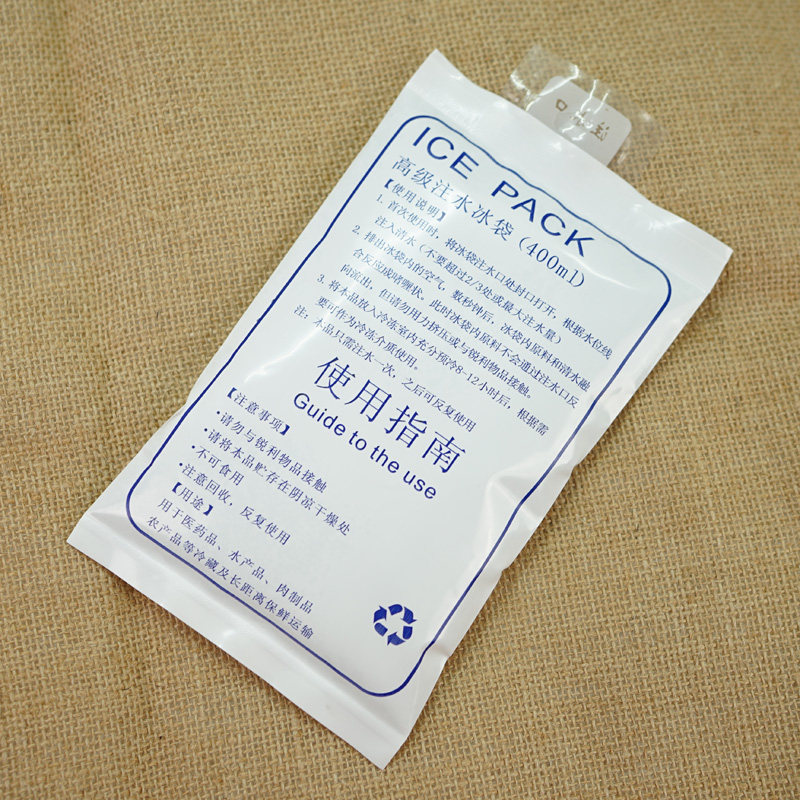 ICE PACK
高级注水冰袋(400ml)
【使用说明】
1. 首次使用时，将冰袋注水口处封口打开，根据水位线
注入清水（不要超过2/3处或最大注水量）
2. 排出冰袋内的空气，数秒钟后，冰袋内原料和清水融
合反应成啫喱状。此时冰袋内原料不会通过注水口反
向流出，但请勿用力挤压或与锐利物品接触。
3. 将本品放入冷冻室内充分预冷8-12小时后，根据需
要可作为冷冻介质使用。
注：本品只需注水一次，之后可反复使用
使用指南
Guide to the use
【注意事项】
·请勿与锐利物品接触
·请将本品贮存在阴凉干燥处
·不可食用
·注意回收，反复使用
【用途】
用于医药品、水产品、肉制品
农产品等冷藏及长距离保鲜运输